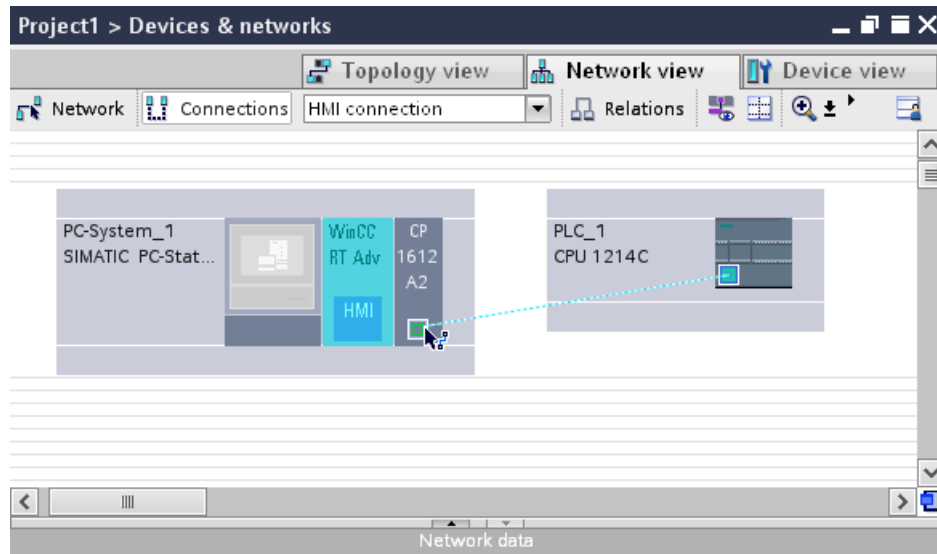 Project1 > Devices & networks
Topology view
Network view
Device view
Network
Connections
HMI connection
Relations
PC-System_1
SIMATIC PC-Stat...
WinCC
RT Adv
HMI
CP
1612
A2
PLC_1
CPU 1214C
Network data